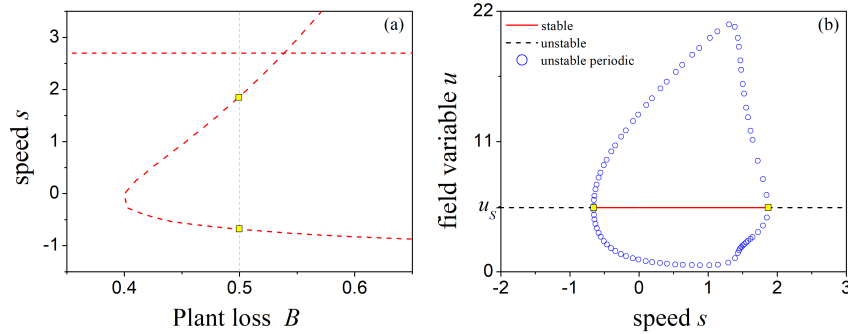 (a)
speed s
3
2
1
0
-1
0.4
0.5
0.6
Plant loss B
(b)
field variable u
22
11
0
u_s
stable
unstable
unstable periodic
-2
-1
0
1
2
3
speed s